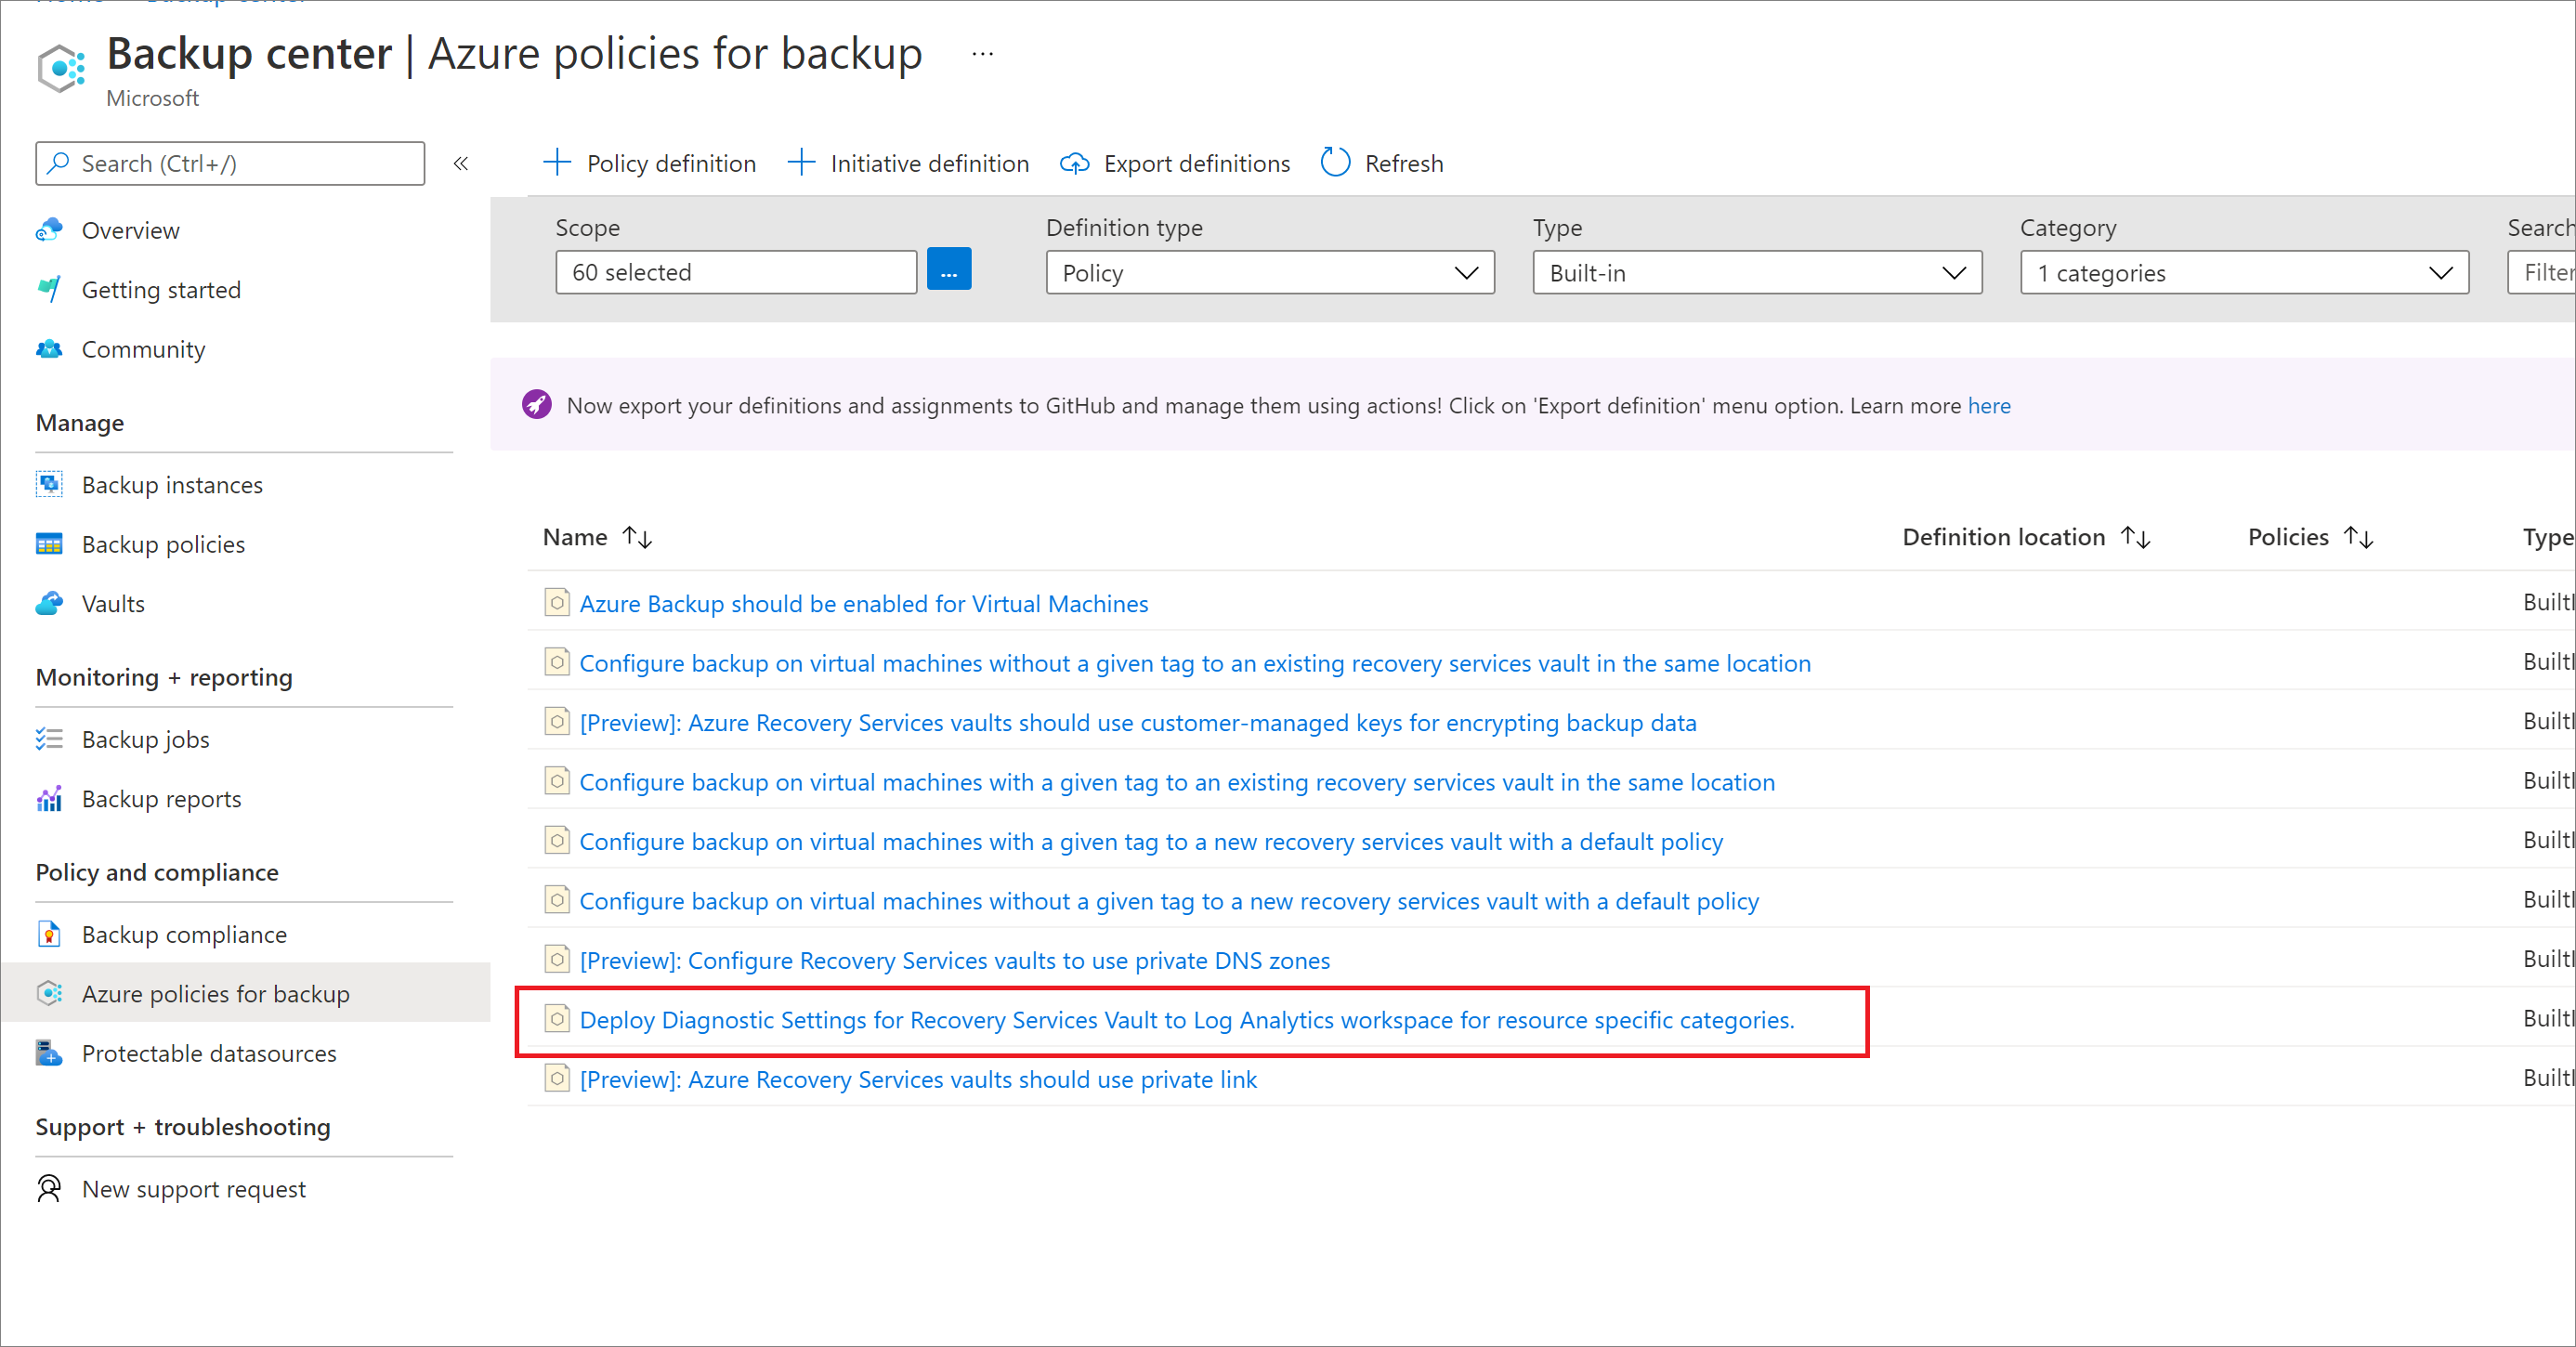 Backup center | Azure policies for backup ...
Microsoft
Search (Ctrl+/)
«
Overview
Getting started
Community
Manage
Backup instances
Backup policies
Vaults
Monitoring + reporting
Backup jobs
Backup reports
Policy and compliance
Backup compliance
Azure policies for backup
Protectable datasources
Support + troubleshooting
New support request
Policy definition Initiative definition Export definitions Refresh
Scope Definition type Type Category Search
60 selected ... Policy Built-in 1 categories Filter
Now export your definitions and assignments to GitHub and manage them using actions! Click on 'Export definition' menu option. Learn more here
Name ↑↓ Definition location ↑↓ Policies ↑↓ Type
Azure Backup should be enabled for Virtual Machines BuiltI
Configure backup on virtual machines without a given tag to an existing recovery services vault in the same location BuiltI
[Preview]: Azure Recovery Services vaults should use customer-managed keys for encrypting backup data BuiltI
Configure backup on virtual machines with a given tag to an existing recovery services vault in the same location BuiltI
Configure backup on virtual machines with a given tag to a new recovery services vault with a default policy BuiltI
Configure backup on virtual machines without a given tag to a new recovery services vault with a default policy BuiltI
[Preview]: Configure Recovery Services vaults to use private DNS zones BuiltI
Deploy Diagnostic Settings for Recovery Services Vault to Log Analytics workspace for resource specific categories. BuiltI
[Preview]: Azure Recovery Services vaults should use private link BuiltI